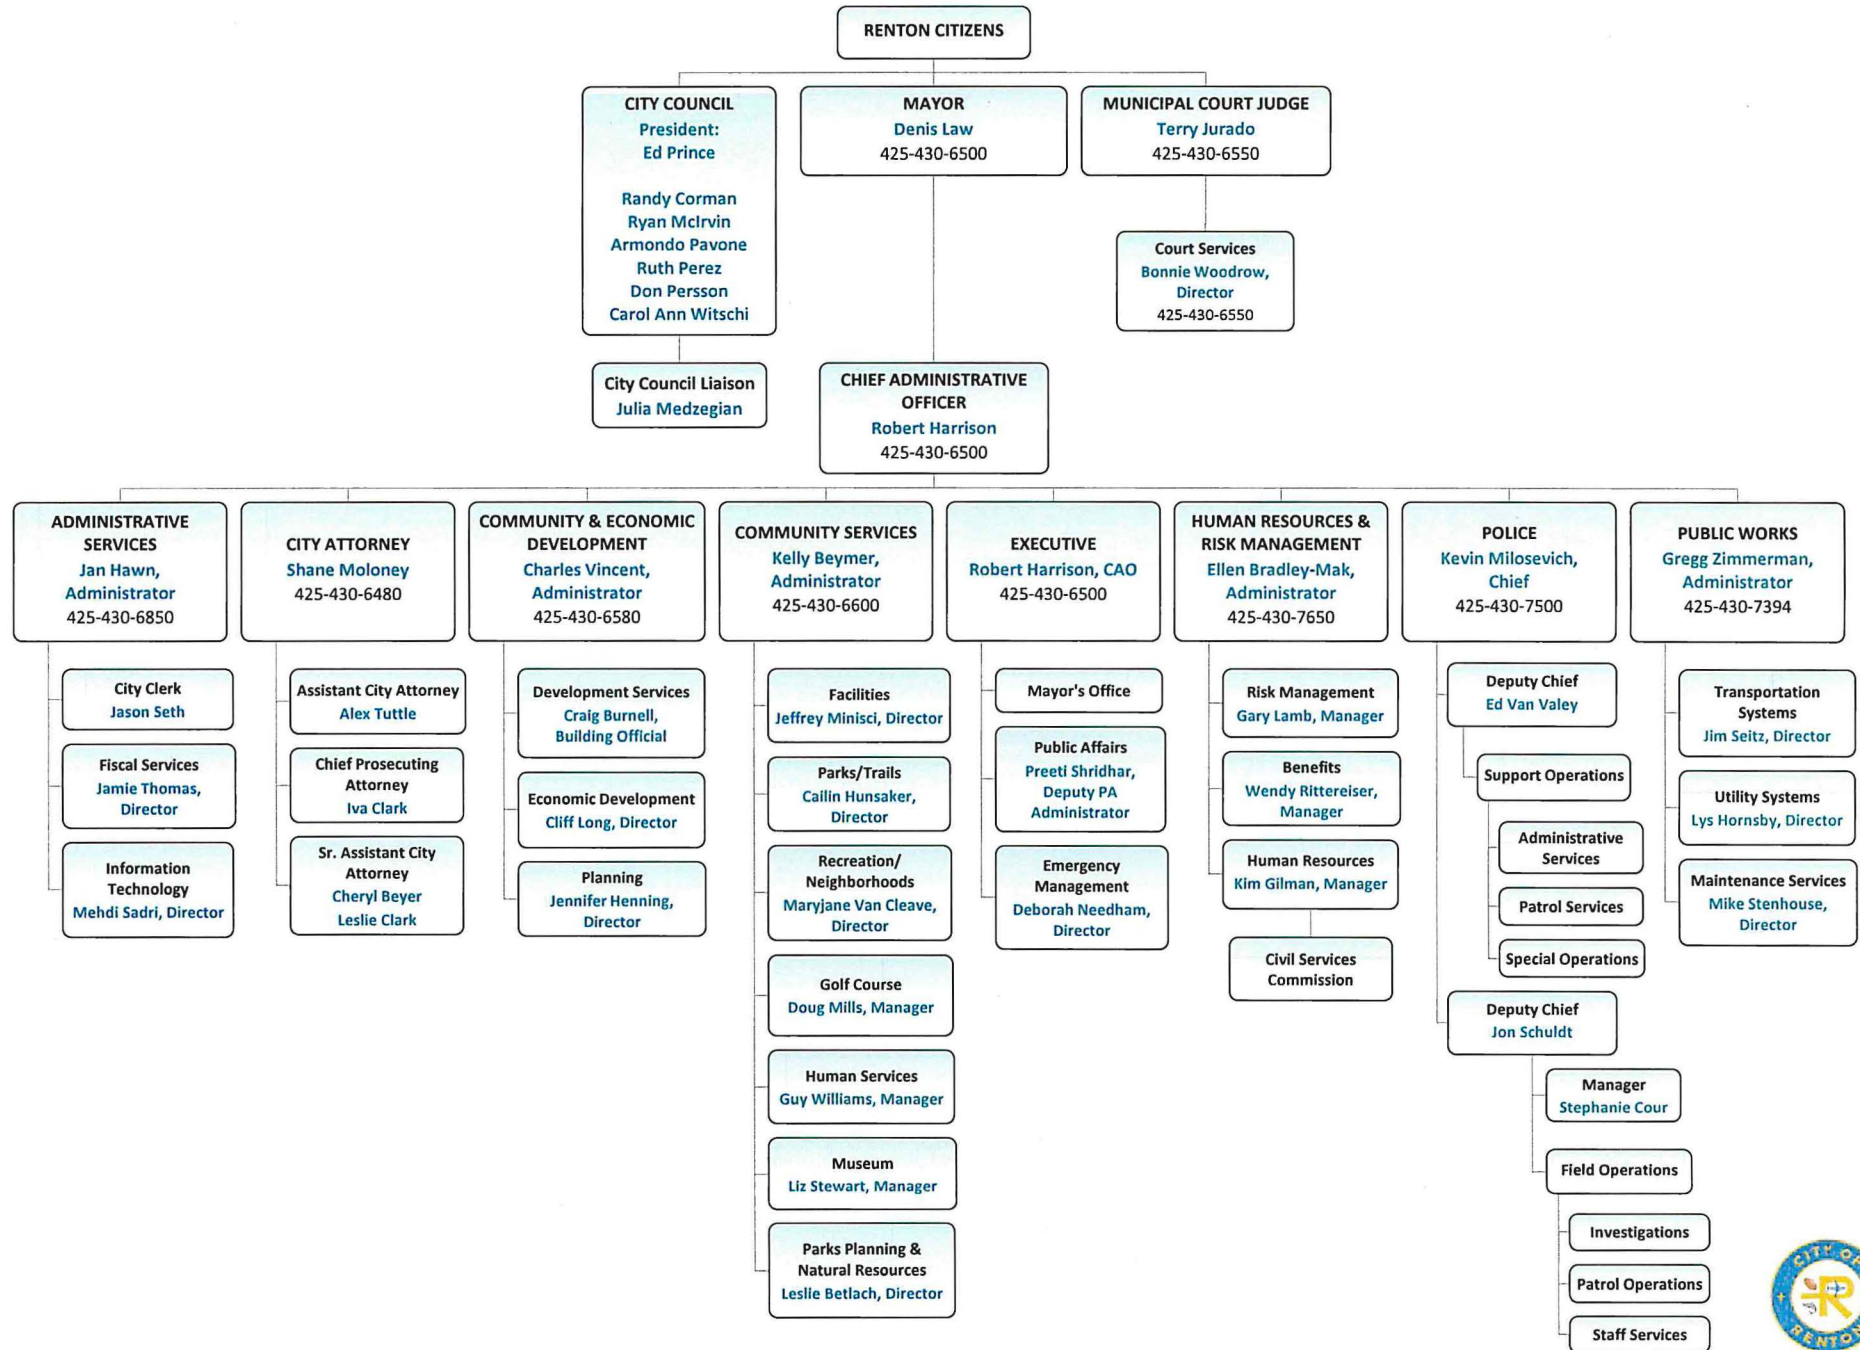 RENTON CITIZENS
CITY COUNCIL
President:
Ed Prince
Randy Corman
Ryan McIrvin
Armondo Pavone
Ruth Perez
Don Persson
Carol Ann Witschi
MAYOR
Denis Law
425-430-6500
MUNICIPAL COURT JUDGE
Terry Jurado
425-430-6550
Court Services
Bonnie Woodrow,
Director
425-430-6550
City Council Liaison
Julia Medzegian
CHIEF ADMINISTRATIVE
OFFICER
Robert Harrison
425-430-6500
ADMINISTRATIVE
SERVICES
Jan Hawn,
Administrator
425-430-6850
City Clerk
Jason Seth
Fiscal Services
Jamie Thomas,
Director
Information
Technology
Mehdi Sadri, Director
CITY ATTORNEY
Shane Moloney
425-430-6480
Assistant City Attorney
Alex Tuttle
Chief Prosecuting
Attorney
Iva Clark
Sr. Assistant City
Attorney
Cheryl Beyer
Leslie Clark
COMMUNITY & ECONOMIC
DEVELOPMENT
Charles Vincent,
Administrator
425-430-6580
Development Services
Craig Burnell,
Building Official
Economic Development
Cliff Long, Director
Planning
Jennifer Henning,
Director
COMMUNITY SERVICES
Kelly Beymer,
Administrator
425-430-6600
Facilities
Jeffrey Minisci, Director
Parks/Trails
Cailin Hunsaker,
Director
Recreation/
Neighborhoods
Maryjane Van Cleave,
Director
Golf Course
Doug Mills, Manager
Human Services
Guy Williams, Manager
Museum
Liz Stewart, Manager
Parks Planning &
Natural Resources
Leslie Betlach, Director
EXECUTIVE
Robert Harrison, CAO
425-430-6500
Mayor's Office
Public Affairs
Preeti Shridhar,
Deputy PA
Administrator
Emergency
Management
Deborah Needham,
Director
HUMAN RESOURCES &
RISK MANAGEMENT
Ellen Bradley-Mak,
Administrator
425-430-7650
Risk Management
Gary Lamb, Manager
Benefits
Wendy Rittereiser,
Manager
Human Resources
Kim Gilman, Manager
Civil Services
Commission
POLICE
Kevin Milosevich,
Chief
425-430-7500
Deputy Chief
Ed Van Valey
Support Operations
Administrative
Services
Patrol Services
Special Operations
Deputy Chief
Jon Schuldt
Manager
Stephanie Cour
Field Operations
Investigations
Patrol Operations
Staff Services
PUBLIC WORKS
Gregg Zimmerman,
Administrator
425-430-7394
Transportation
Systems
Jim Seitz, Director
Utility Systems
Lys Hornsby, Director
Maintenance Services
Mike Stenhouse,
Director
CITY OF
R
RENTON